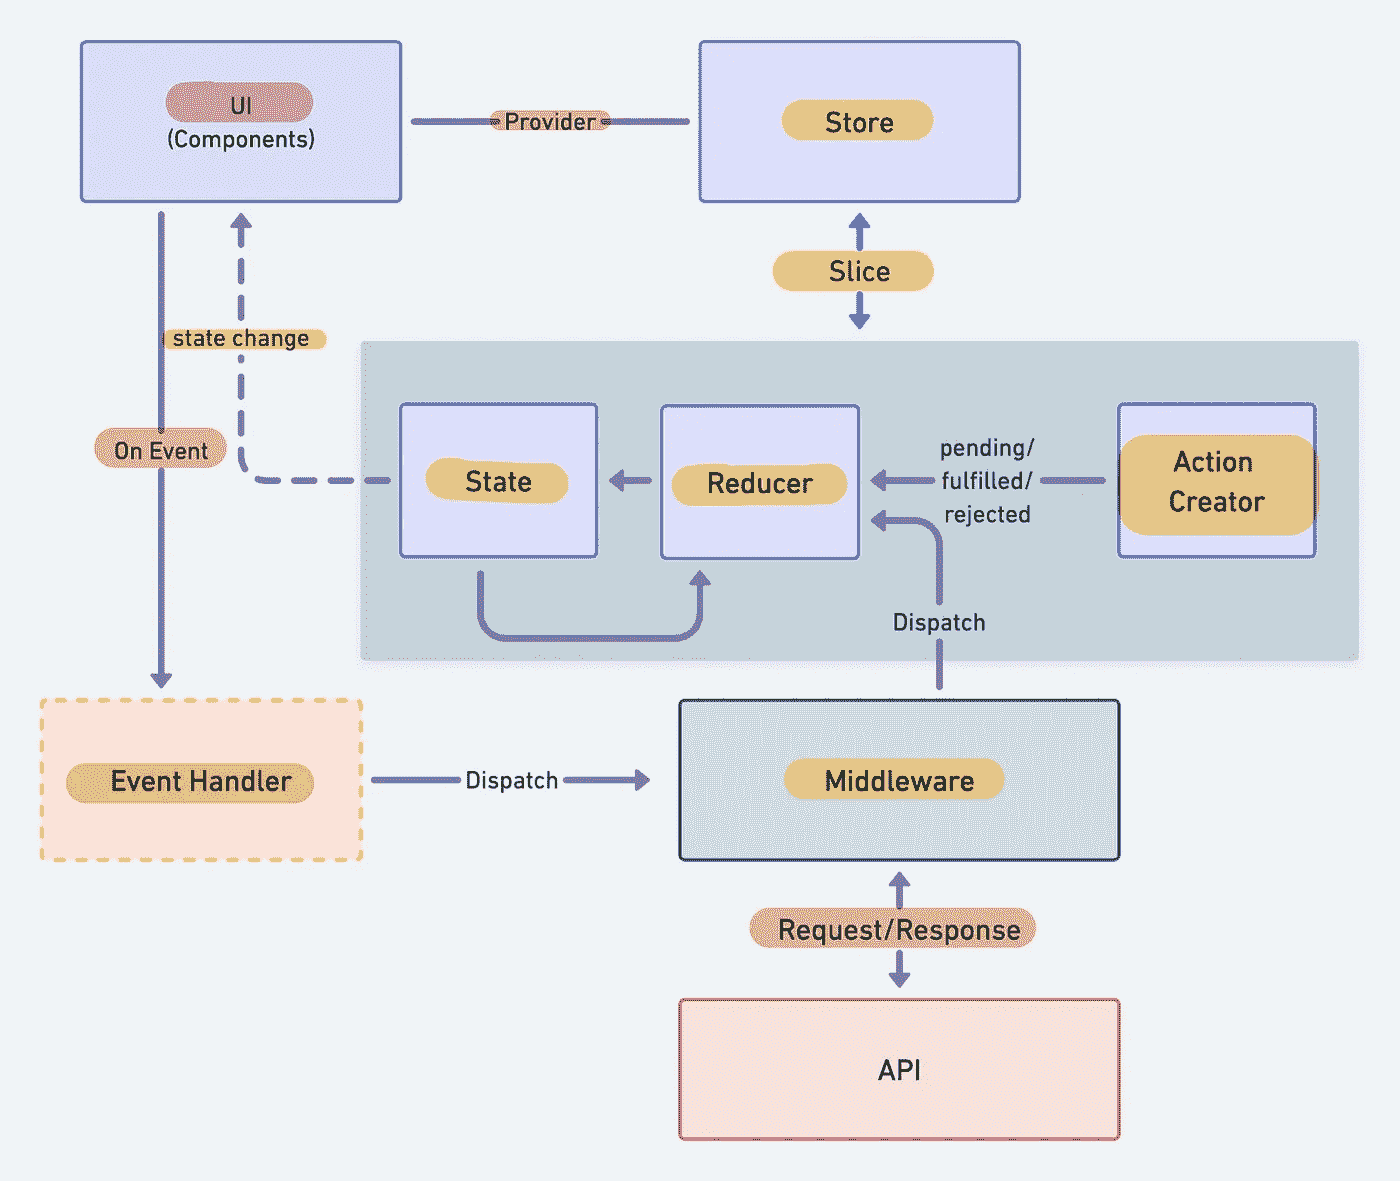 UI
(Components)
Provider
Store
Slice
state change
On Event
State
Reducer
pending/
fulfilled/
rejected
Action
Creator
Dispatch
Event Handler
Dispatch
Middleware
Request/Response
API